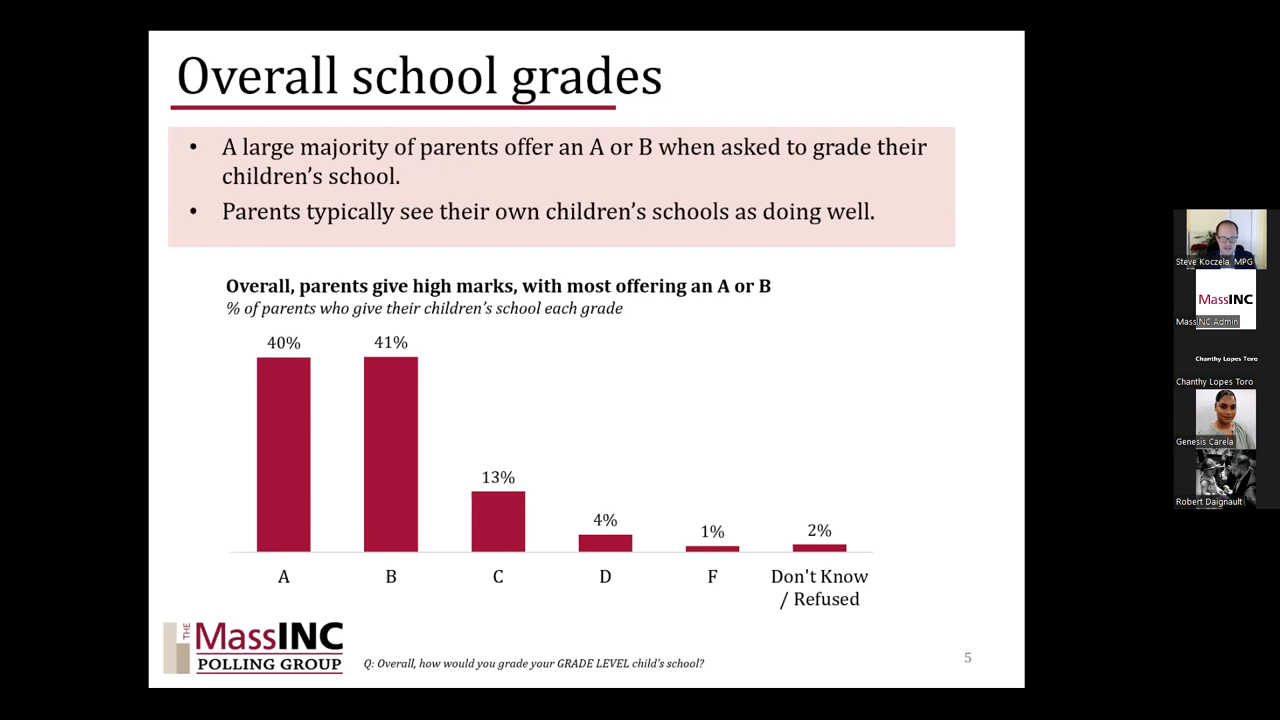 Overall school grades
• A large majority of parents offer an A or B when asked to grade their
children’s school.
• Parents typically see their own children’s schools as doing well.
Overall, parents give high marks, with most offering an A or B
% of parents who give their children’s school each grade
40% 41% 13% 4% 1% 2%
A B C D F Don't Know
/ Refused
THE
MassINC
POLLING GROUP
Q: Overall, how would you grade your GRADE LEVEL child’s school?
5
Steve Koczela, MPG
MassINC
MassINC Admin
Chanthy Lopes Toro
Chanthy Lopes Toro
Genesis Carela
Robert Daignault